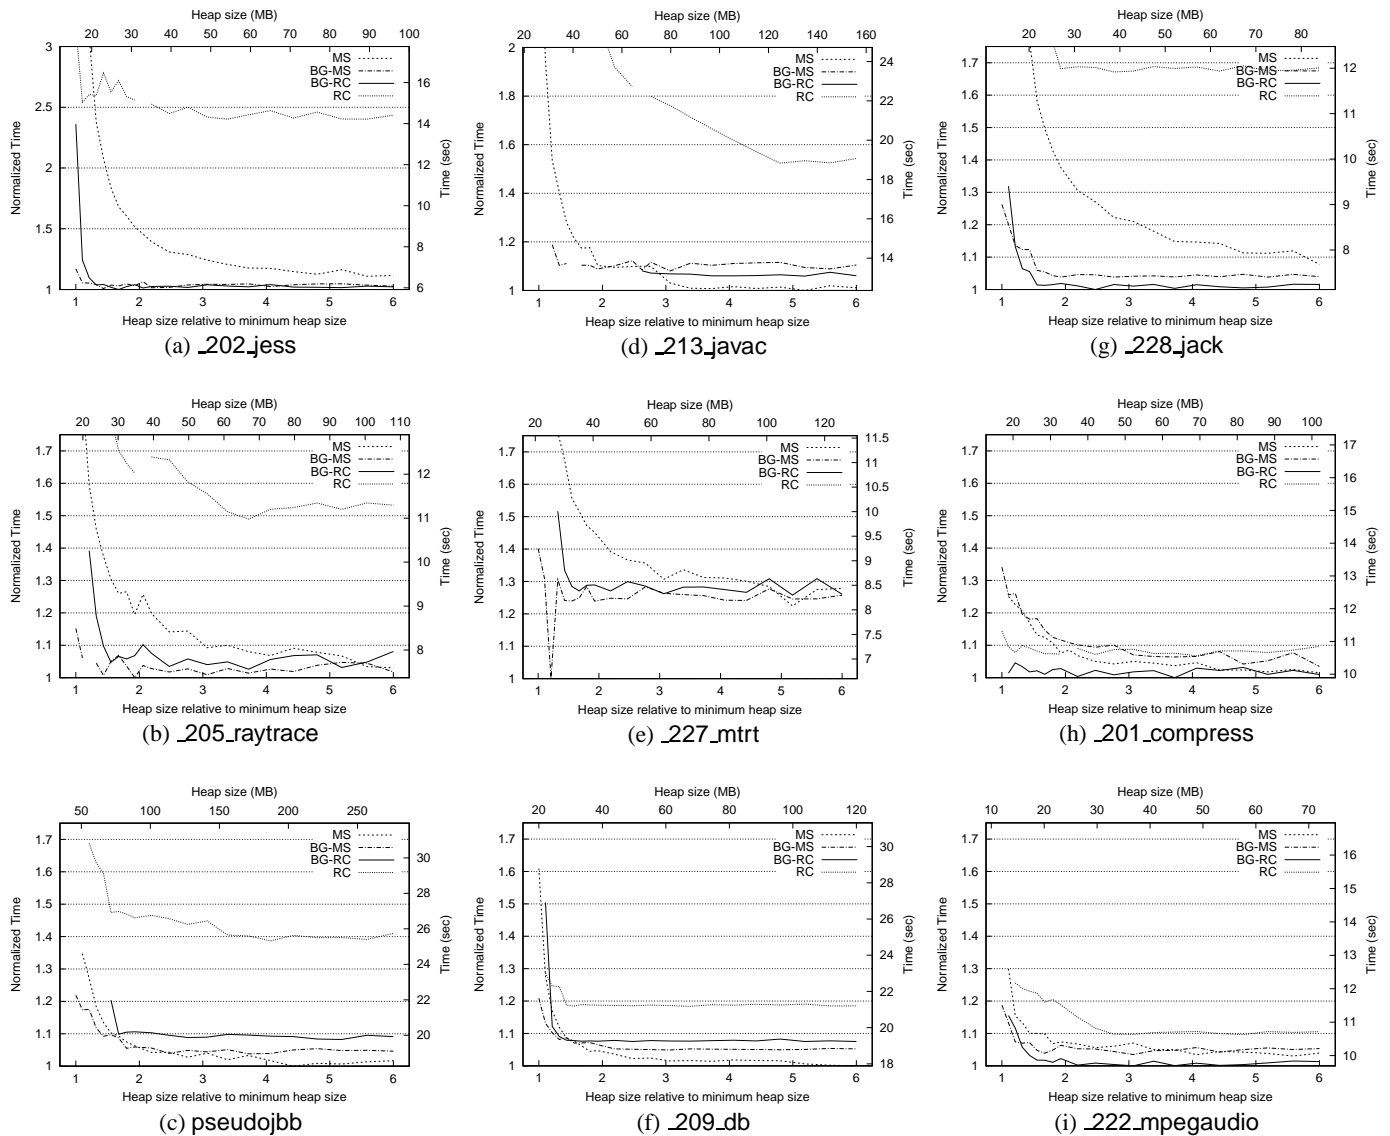 Heap size (MB)
20 30 40 50 60 70 80 90 100
3
2.5
2
1.5
1
Normalized Time
16
14
12
10
8
6
Time (sec)
MS
BG-MS
BG-RC
RC
1 2 3 4 5 6
Heap size relative to minimum heap size
(a) _202_jess
Heap size (MB)
20 40 60 80 100 120 140 160
2
1.8
1.6
1.4
1.2
1
Normalized Time
24
22
20
18
16
14
Time (sec)
MS
BG-MS
BG-RC
RC
1 2 3 4 5 6
Heap size relative to minimum heap size
(d) _213_javac
Heap size (MB)
20 30 40 50 60 70 80
1.7
1.6
1.5
1.4
1.3
1.2
1.1
1
Normalized Time
12
11
10
9
8
Time (sec)
MS
BG-MS
BG-RC
RC
1 2 3 4 5 6
Heap size relative to minimum heap size
(g) _228_jack
Heap size (MB)
20 30 40 50 60 70 80 90 100 110
1.7
1.6
1.5
1.4
1.3
1.2
1.1
1
Normalized Time
12
11
10
9
8
Time (sec)
MS
BG-MS
BG-RC
RC
1 2 3 4 5 6
Heap size relative to minimum heap size
(b) _205_raytrace
Heap size (MB)
20 40 60 80 100 120
1.7
1.6
1.5
1.4
1.3
1.2
1.1
1
Normalized Time
11.5
11
10.5
10
9.5
9
8.5
8
7.5
7
Time (sec)
MS
BG-MS
BG-RC
RC
1 2 3 4 5 6
Heap size relative to minimum heap size
(e) _227_mtrt
Heap size (MB)
20 30 40 50 60 70 80 90 100
1.7
1.6
1.5
1.4
1.3
1.2
1.1
1
Normalized Time
17
16
15
14
13
12
11
10
Time (sec)
MS
BG-MS
BG-RC
RC
1 2 3 4 5 6
Heap size relative to minimum heap size
(h) _201_compress
Heap size (MB)
50 100 150 200 250
1.7
1.6
1.5
1.4
1.3
1.2
1.1
1
Normalized Time
30
28
26
24
22
20
Time (sec)
MS
BG-MS
BG-RC
RC
1 2 3 4 5 6
Heap size relative to minimum heap size
(c) pseudojbb
Heap size (MB)
20 40 60 80 100 120
1.7
1.6
1.5
1.4
1.3
1.2
1.1
1
Normalized Time
30
28
26
24
22
20
18
Time (sec)
MS
BG-MS
BG-RC
RC
1 2 3 4 5 6
Heap size relative to minimum heap size
(f) _209_db
Heap size (MB)
10 20 30 40 50 60 70
1.7
1.6
1.5
1.4
1.3
1.2
1.1
1
Normalized Time
16
15
14
13
12
11
10
Time (sec)
MS
BG-MS
BG-RC
RC
1 2 3 4 5 6
Heap size relative to minimum heap size
(i) _222_mpegaudio